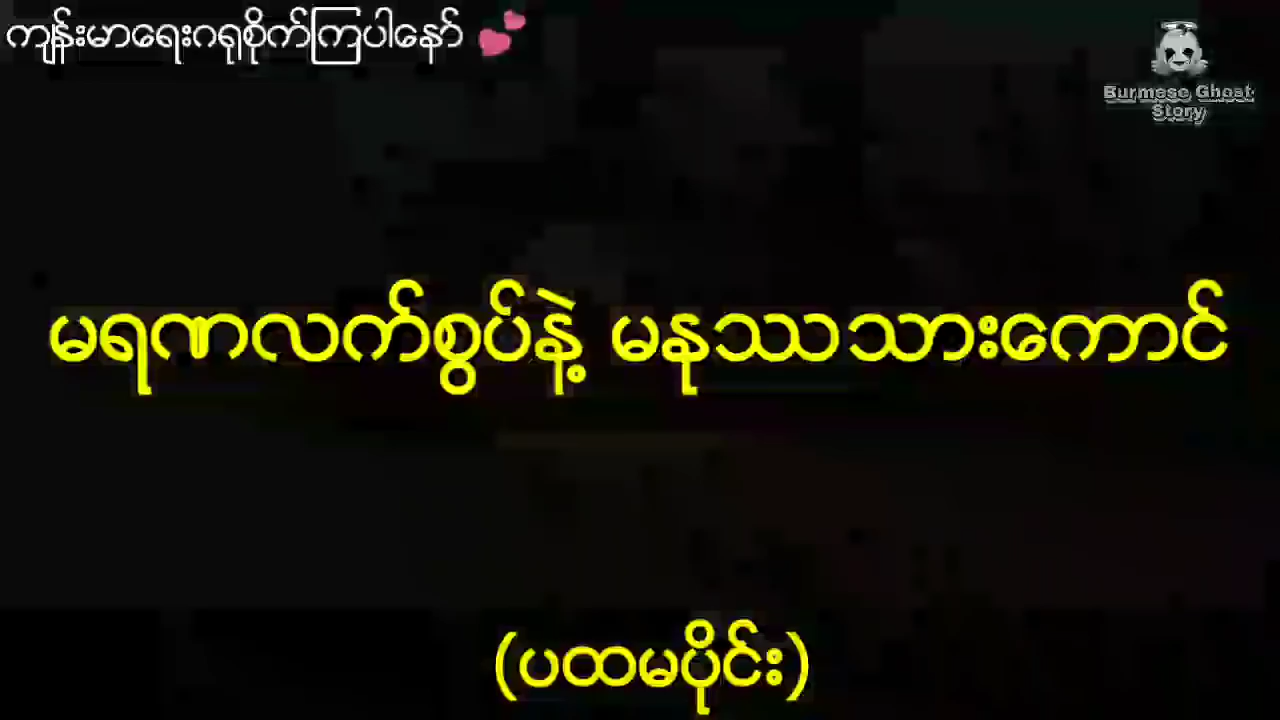 ကျန်းမာရေးဂရုစိုက်ကြပါနော် 💕
Burmese Ghost
Story
မရဏလက်စွပ်နဲ့ မနုဿသားကောင်
(ပထမပိုင်း)